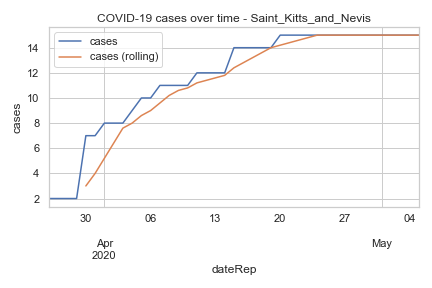 COVID-19 cases over time - Saint_Kitts_and_Nevis
cases
cases (rolling)
cases
14
12
10
8
6
4
2
30 06 13 20 27 04
Apr May
2020
dateRep